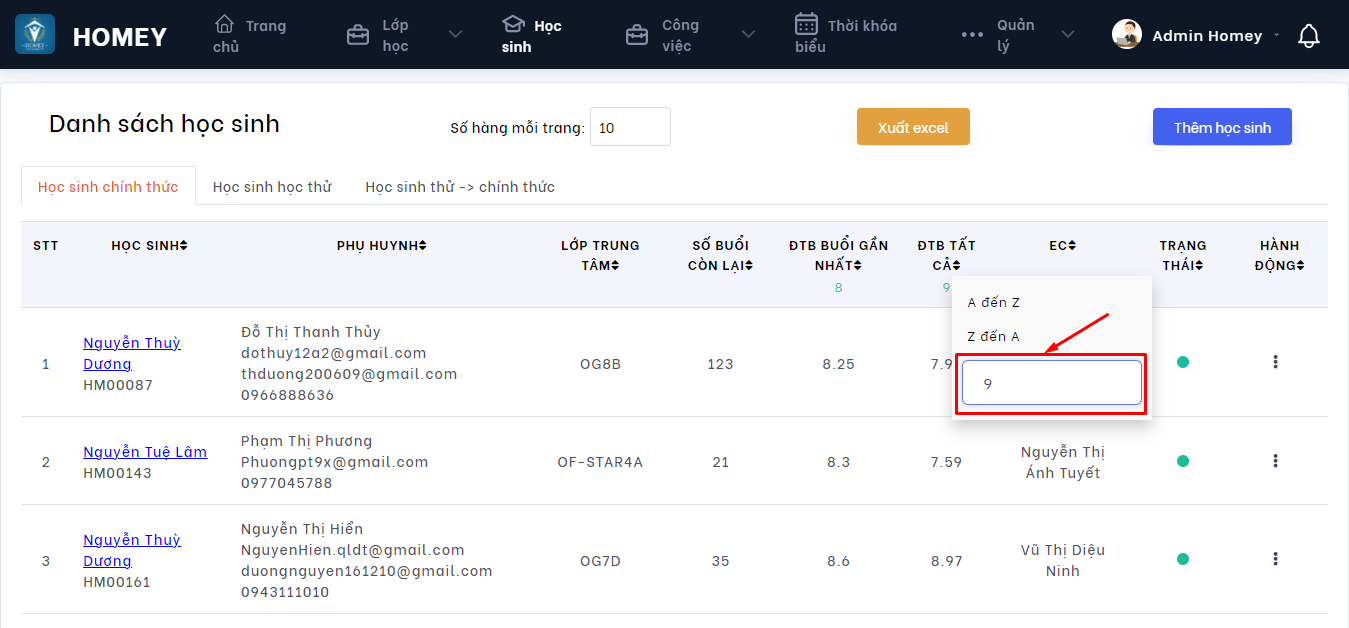 HOMEY
Trang chủ
Lớp học
Học sinh
Công việc
Thời khóa biểu
Quản lý
Admin Homey
Danh sách học sinh
Số hàng mỗi trang: 10
Xuất excel
Thêm học sinh
Học sinh chính thức
Học sinh học thử
Học sinh thử -> chính thức
STT
HỌC SINH
PHỤ HUYNH
LỚP TRUNG
TÂM
SỐ BUỔI
CÒN LẠI
ĐTB BUỔI GẦN
NHẤT
8
ĐTB TẤT
CẢ
9
EC
TRẠNG
THÁI
HÀNH
ĐỘNG
A đến Z
Z đến A
9
1
Nguyễn Thuỳ
Dương
HM00087
Đỗ Thị Thanh Thủy
dothuy12a2@gmail.com
thduong200609@gmail.com
0966888636
OG8B
123
8.25
7.9
2
Nguyễn Tuệ Lâm
HM00143
Phạm Thị Phương
Phuongpt9x@gmail.com
0977045788
OF-STAR4A
21
8.3
7.59
Nguyễn Thị
Ánh Tuyết
3
Nguyễn Thuỳ
Dương
HM00161
Nguyễn Thị Hiển
NguyenHien.qldt@gmail.com
duongnguyen161210@gmail.com
0943111010
OG7D
35
8.6
8.97
Vũ Thị Diệu
Ninh